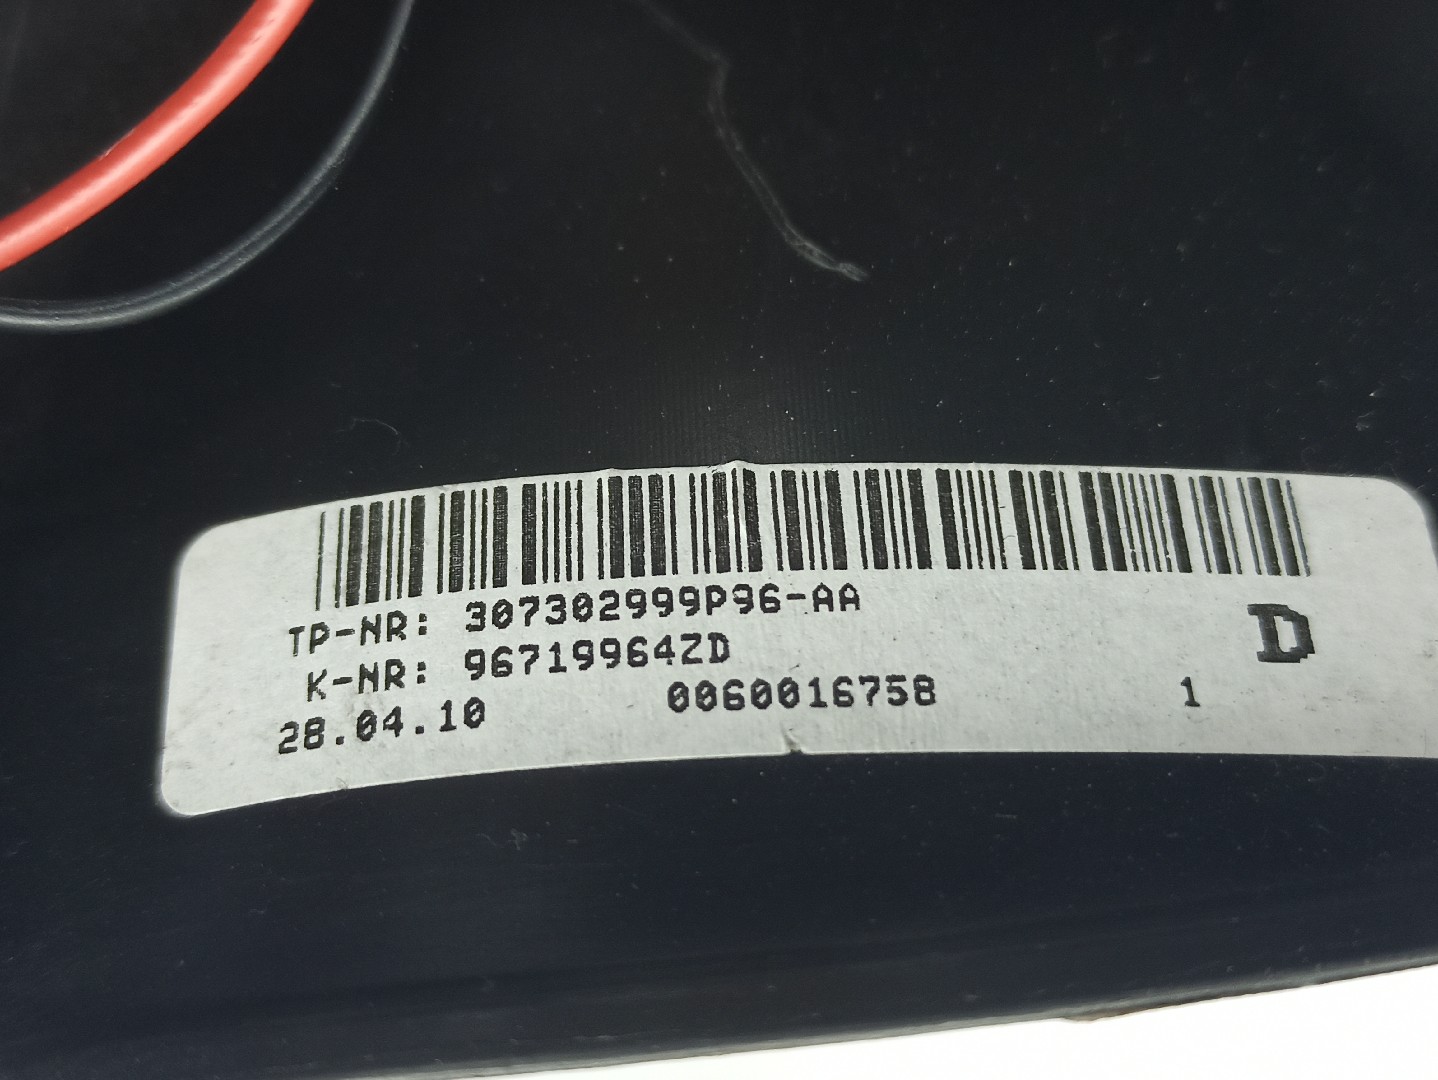 TP-NR: 307302999P96-AA
K-NR: 96719964ZD
28.04.10 0060016758 1
D